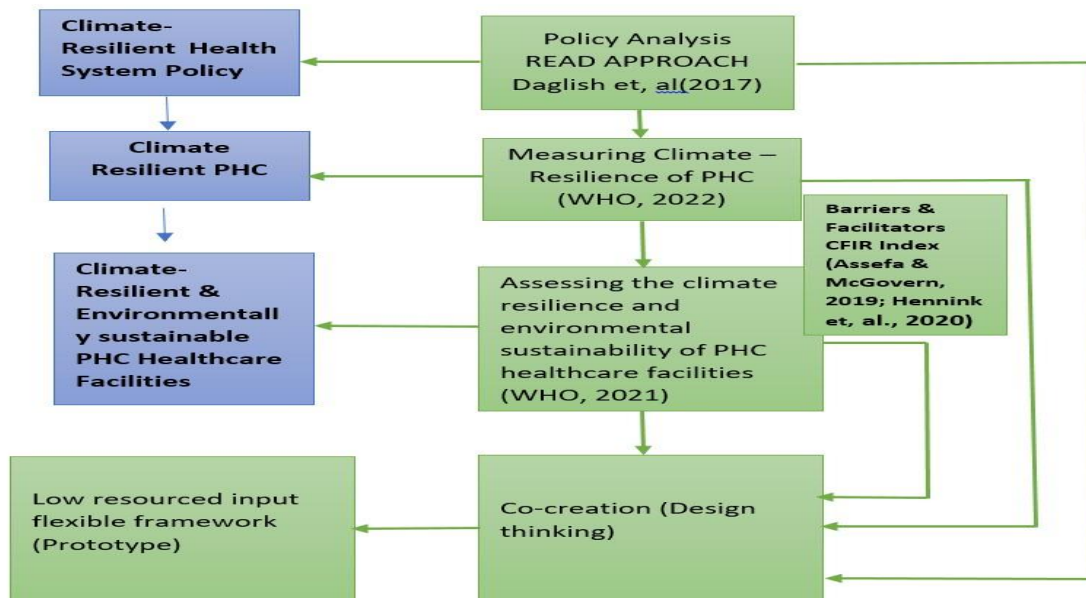 Climate-
Resilient Health
System Policy
Policy Analysis
READ APPROACH
Daglish et, al(2017)
Climate
Resilient PHC
Measuring Climate –
Resilience of PHC
(WHO, 2022)
Barriers &
Facilitators
CFIR Index
(Assefa &
McGovern,
2019; Hennink
et, al., 2020)
Climate-
Resilient &
Environmentall
y sustainable
PHC Healthcare
Facilities
Assessing the climate
resilience and
environmental
sustainability of PHC
healthcare facilities
(WHO, 2021)
Low resourced input
flexible framework
(Prototype)
Co-creation (Design
thinking)